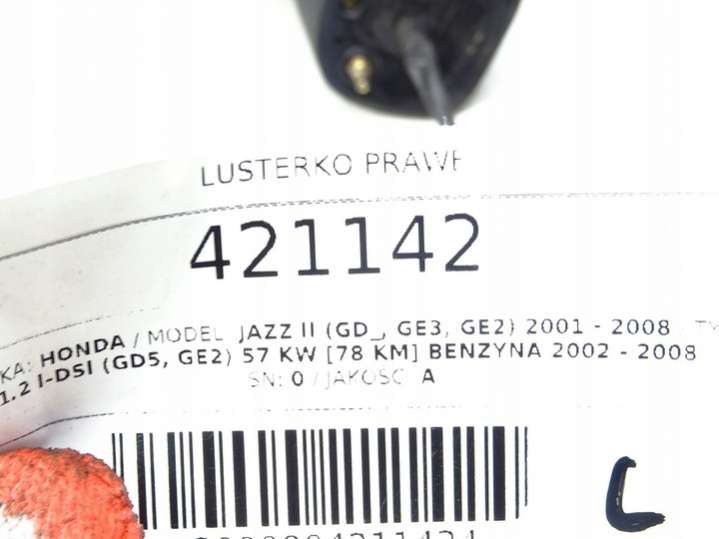 LUSTERKO PRAWE
421142
KA: HONDA / MODEL JAZZ II (GD_, GE3, GE2) 2001 - 2008 / TY
1.2 I-DSI (GD5, GE2) 57 KW [78 KM] BENZYNA 2002 - 2008
SN: 0 / JAKOŚĆ A
L